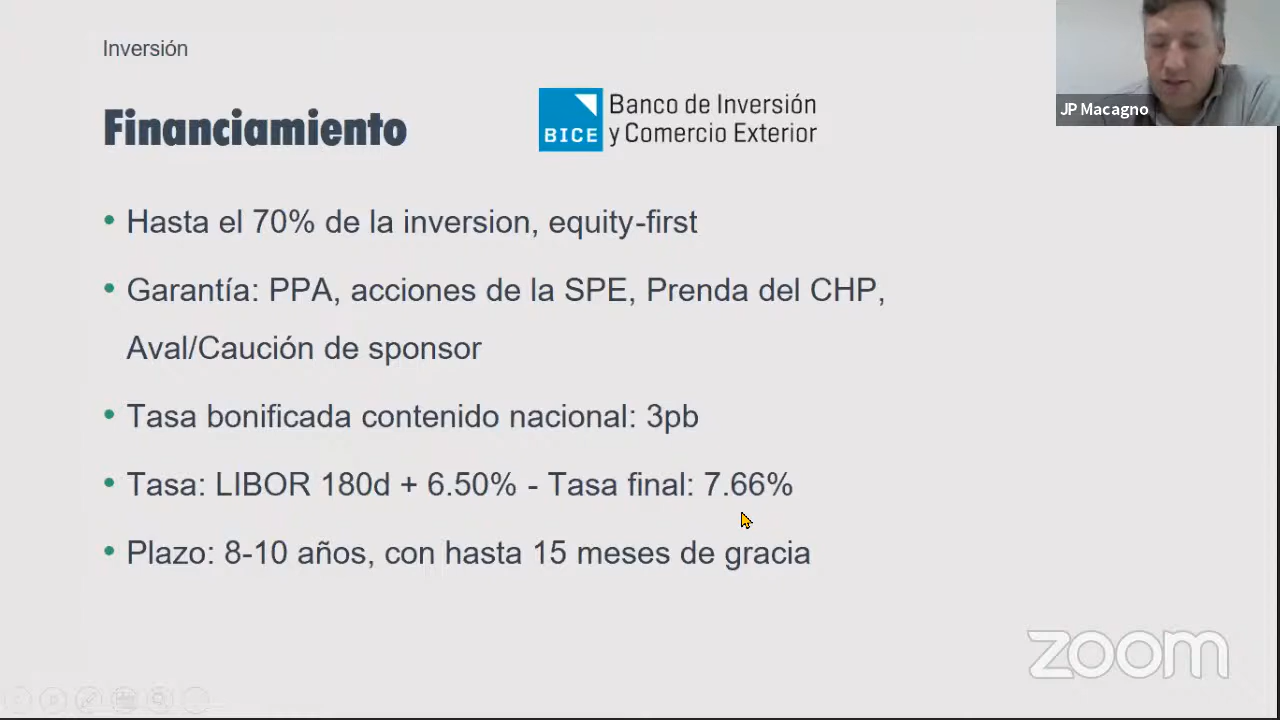 Inversión
Financiamiento
BICE
Banco de Inversión
y Comercio Exterior
JP Macagno
• Hasta el 70% de la inversion, equity-first
• Garantía: PPA, acciones de la SPE, Prenda del CHP,
Aval/Caución de sponsor
• Tasa bonificada contenido nacional: 3pb
• Tasa: LIBOR 180d + 6.50% - Tasa final: 7.66%
• Plazo: 8-10 años, con hasta 15 meses de gracia
zoom